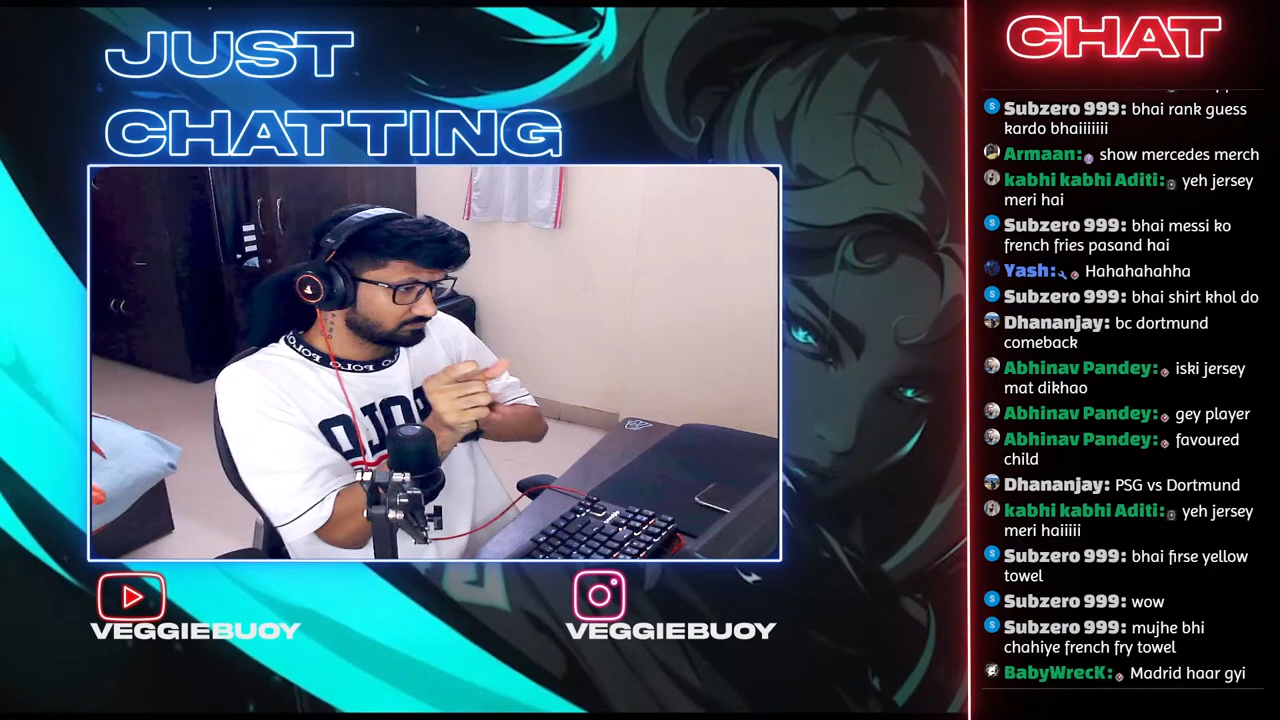 JUST
CHATTING
VEGGIEBUOY
VEGGIEBUOY
CHAT
Subzero 999: bhai rank guess
kardo bhaiiiiiii
Armaan: show mercedes merch
kabhi kabhi Aditi: yeh jersey
meri hai
Subzero 999: bhai messi ko
french fries pasand hai
Yash: Hahahahahha
Subzero 999: bhai shirt khol do
Dhananjay: bc dortmund
comeback
Abhinav Pandey: iski jersey
mat dikhao
Abhinav Pandey: gey player
Abhinav Pandey: favoured
child
Dhananjay: PSG vs Dortmund
kabhi kabhi Aditi: yeh jersey
meri haiiiii
Subzero 999: bhai firse yellow
towel
Subzero 999: wow
Subzero 999: mujhe bhi
chahiye french fry towel
BabyWrecK: Madrid haar gyi